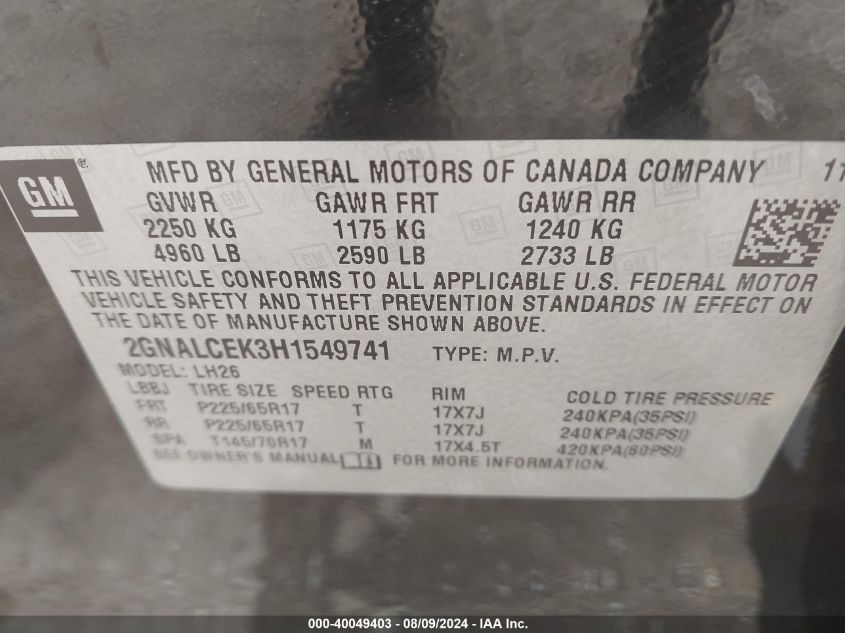 GM ® MFD BY GENERAL MOTORS OF CANADA COMPANY 11
GVWR GAWR FRT GAWR RR
2250 KG 1175 KG 1240 KG
4960 LB 2590 LB 2733 LB
THIS VEHICLE CONFORMS TO ALL APPLICABLE U.S. FEDERAL MOTOR
VEHICLE SAFETY AND THEFT PREVENTION STANDARDS IN EFFECT ON
THE DATE OF MANUFACTURE SHOWN ABOVE.
2GNALCEK3H1549741 TYPE: M.P.V.
MODEL: LH26
LBBJ TIRE SIZE SPEED RTG RIM COLD TIRE PRESSURE
FRT P225/65R17 T 17X7J 240KPA(35PSI)
RR P225/65R17 T 17X7J 240KPA(35PSI)
SPA T145/70R17 M 17X4.5T 420KPA(60PSI)
SEE OWNER'S MANUAL FOR MORE INFORMATION.
000-40049403 - 08/09/2024 - IAA Inc.